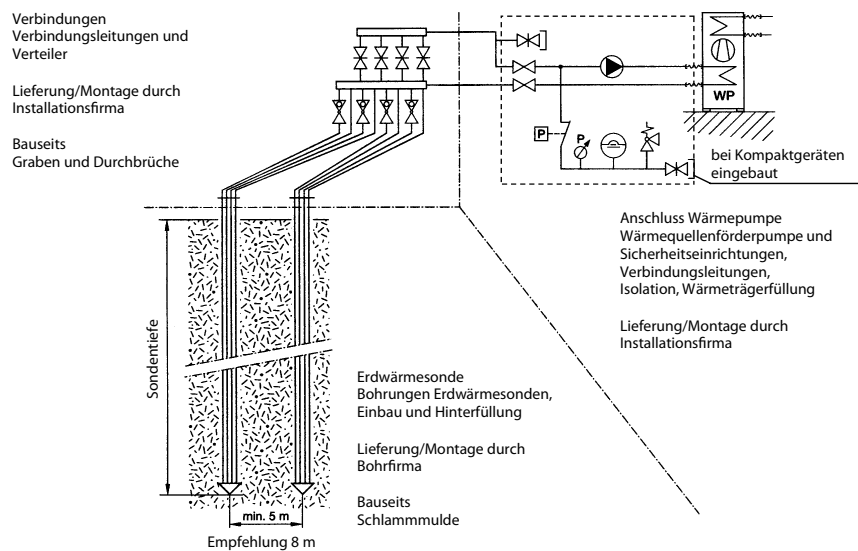 Verbindungen
Verbindungsleitungen und
Verteiler
Lieferung/Montage durch
Installationsfirma
Bauseits
Graben und Durchbrüche
WP
P
P
bei Kompaktgeräten
eingebaut
Anschluss Wärmepumpe
Wärmequellenförderpumpe und
Sicherheitseinrichtungen,
Verbindungsleitungen,
Isolation, Wärmeträgerfüllung
Lieferung/Montage durch
Installationsfirma
Sondentiefe
Erdwärmesonde
Bohrungen Erdwärmesonden,
Einbau und Hinterfüllung
Lieferung/Montage durch
Bohrfirma
Bauseits
Schlammmulde
min. 5 m
Empfehlung 8 m